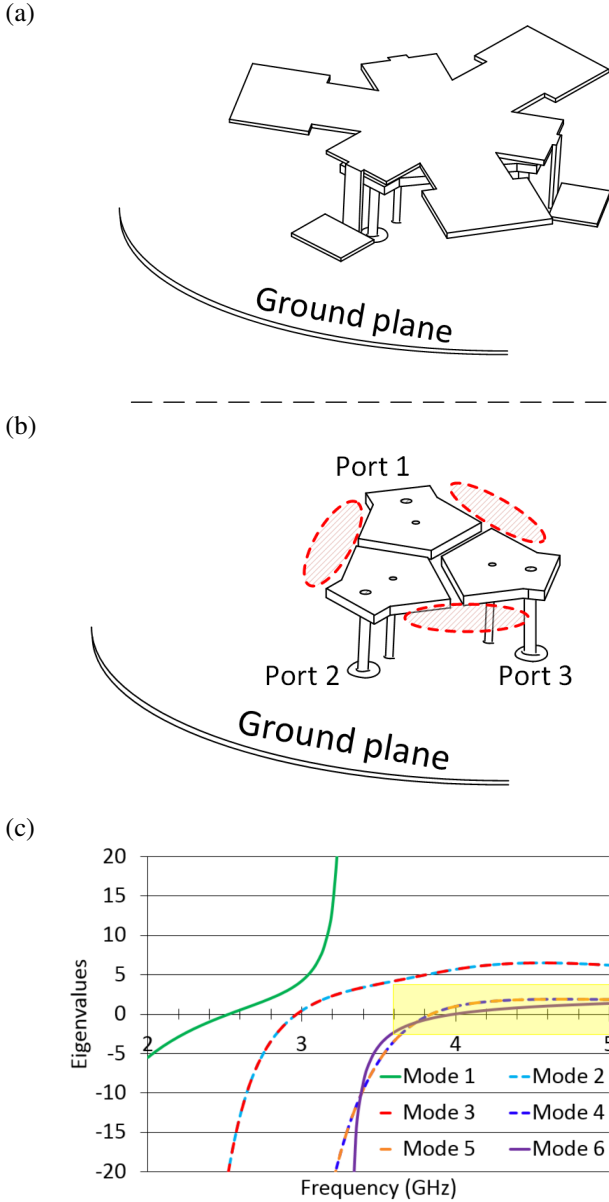 (a)
Ground plane
(b)
Port 1
Port 2
Port 3
Ground plane
(c)
20
15
10
5
0
-5
-10
-15
-20
2
3
4
5
Eigenvalues
Mode 1
Mode 2
Mode 3
Mode 4
Mode 5
Mode 6
Frequency (GHz)